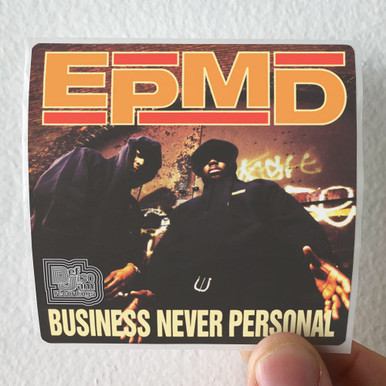 EPMD
Def
Jam
recordings
BUSINESS NEVER PERSONAL